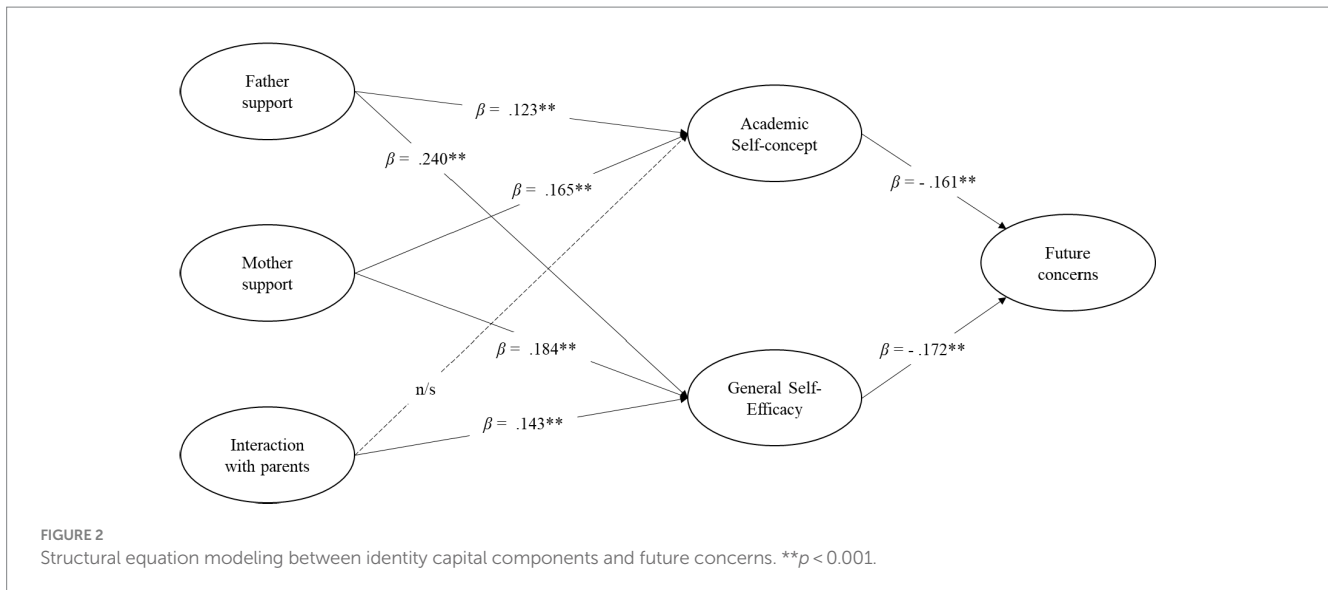 Father
support
β = .123**
Academic
Self-concept
β = .240**
β = .165**
β = - .161**
Mother
support
Future
concerns
β = .184**
β = - .172**
n/s
General Self-
Efficacy
β = .143**
Interaction
with parents
FIGURE 2
Structural equation modeling between identity capital components and future concerns. **p < 0.001.